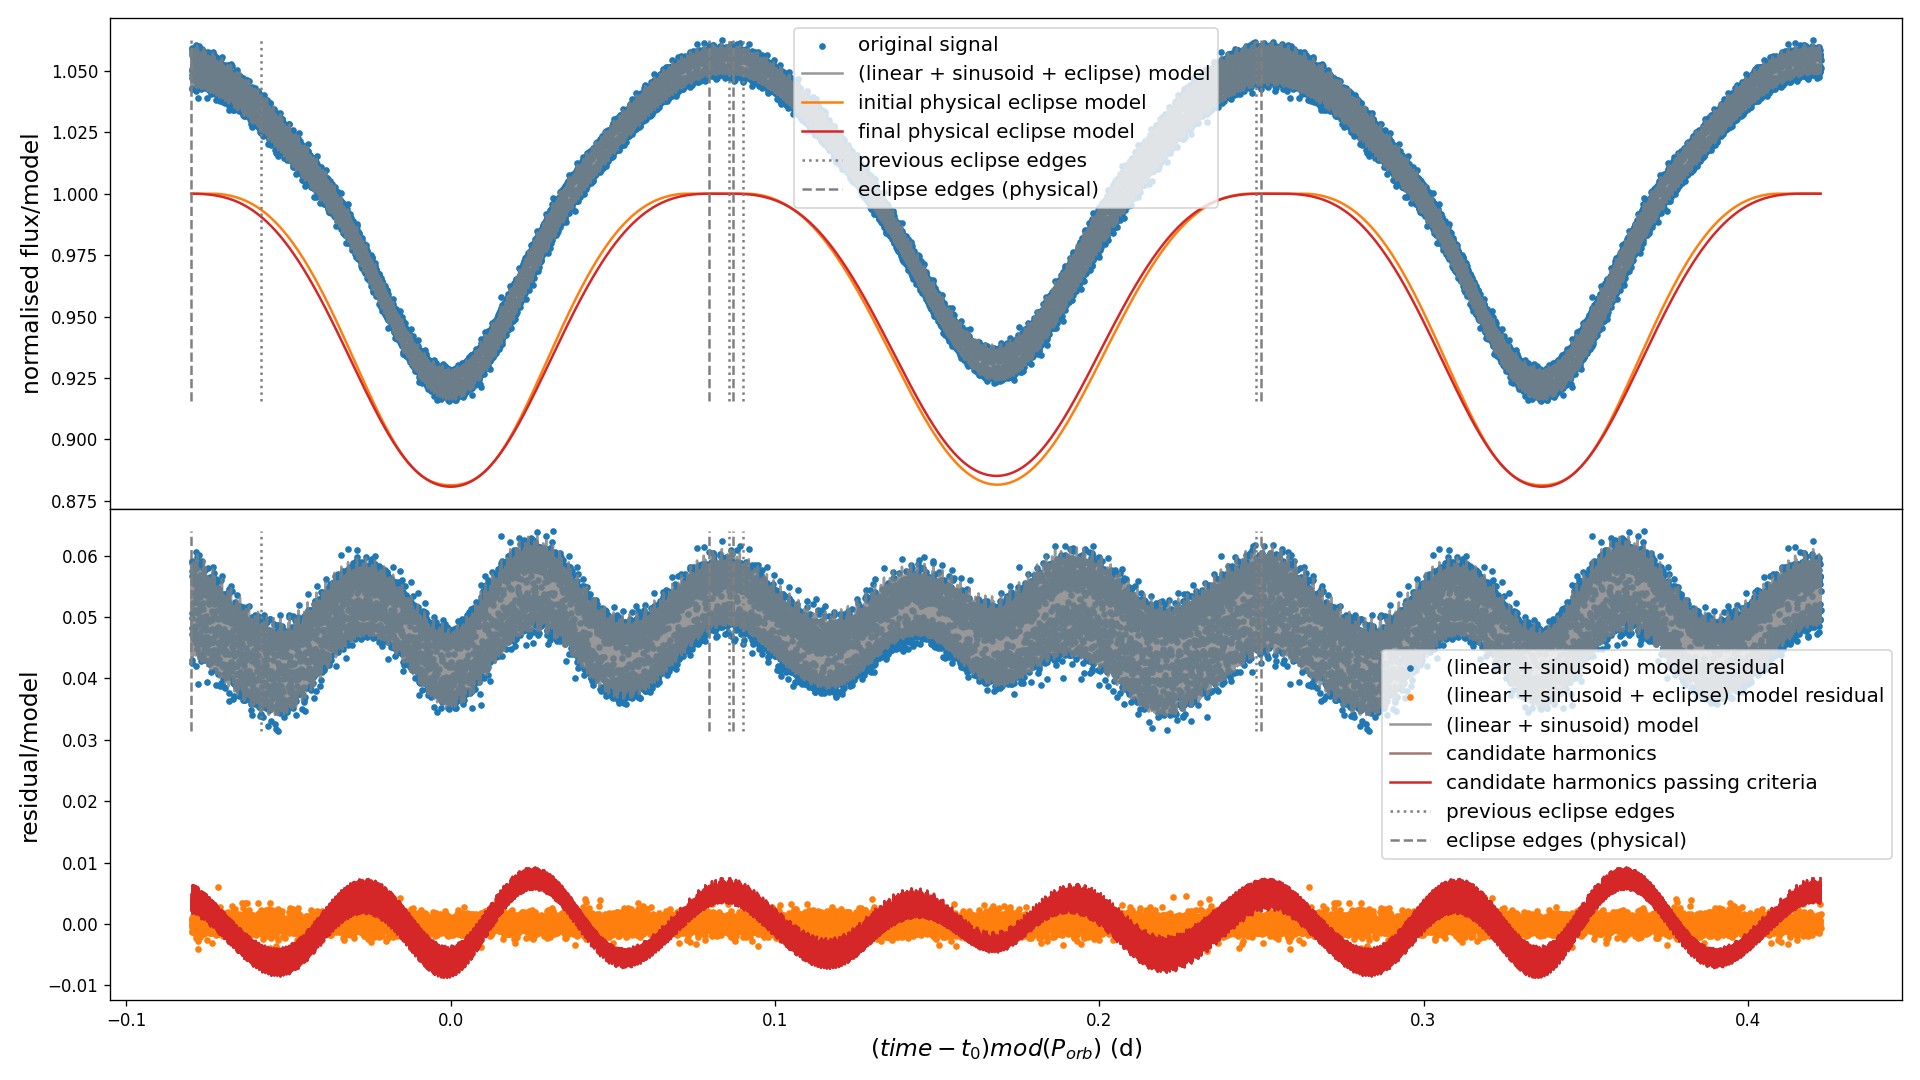 normalised flux/model
1.050
1.025
1.000
0.975
0.950
0.925
0.900
0.875
original signal
(linear + sinusoid + eclipse) model
initial physical eclipse model
final physical eclipse model
previous eclipse edges
eclipse edges (physical)
residual/model
0.06
0.05
0.04
0.03
0.02
0.01
0.00
−0.01
(linear + sinusoid) model residual
(linear + sinusoid + eclipse) model residual
(linear + sinusoid) model
candidate harmonics
candidate harmonics passing criteria
previous eclipse edges
eclipse edges (physical)
−0.1 0.0 0.1 0.2 0.3 0.4
(time − t₀)mod(Pₒᵣb) (d)